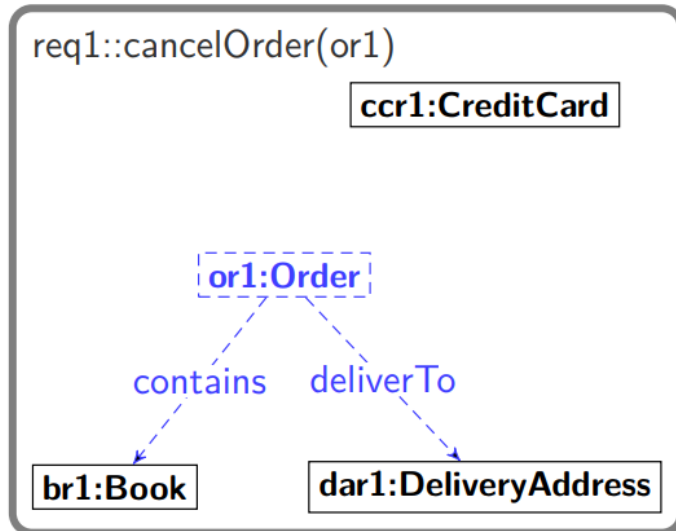 req1::cancelOrder(or1)
ccr1:CreditCard
or1:Order
contains
deliverTo
br1:Book
dar1:DeliveryAddress